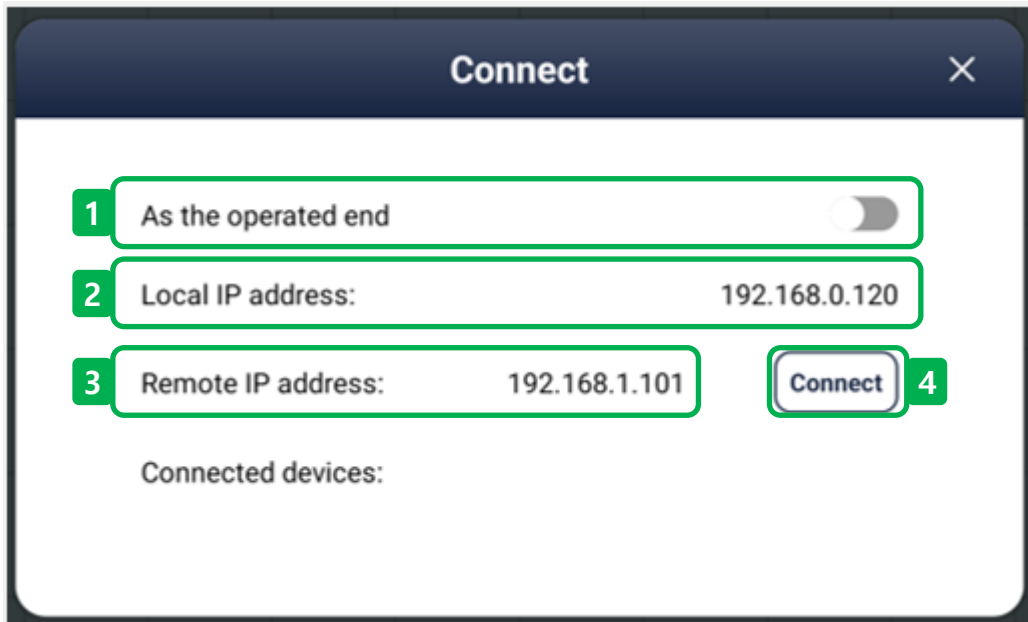 Connect
1 As the operated end
2 Local IP address: 192.168.0.120
3 Remote IP address: 192.168.1.101 Connect 4
Connected devices: